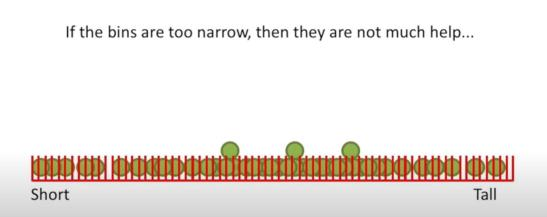 If the bins are too narrow, then they are not much help...
Short
Tall